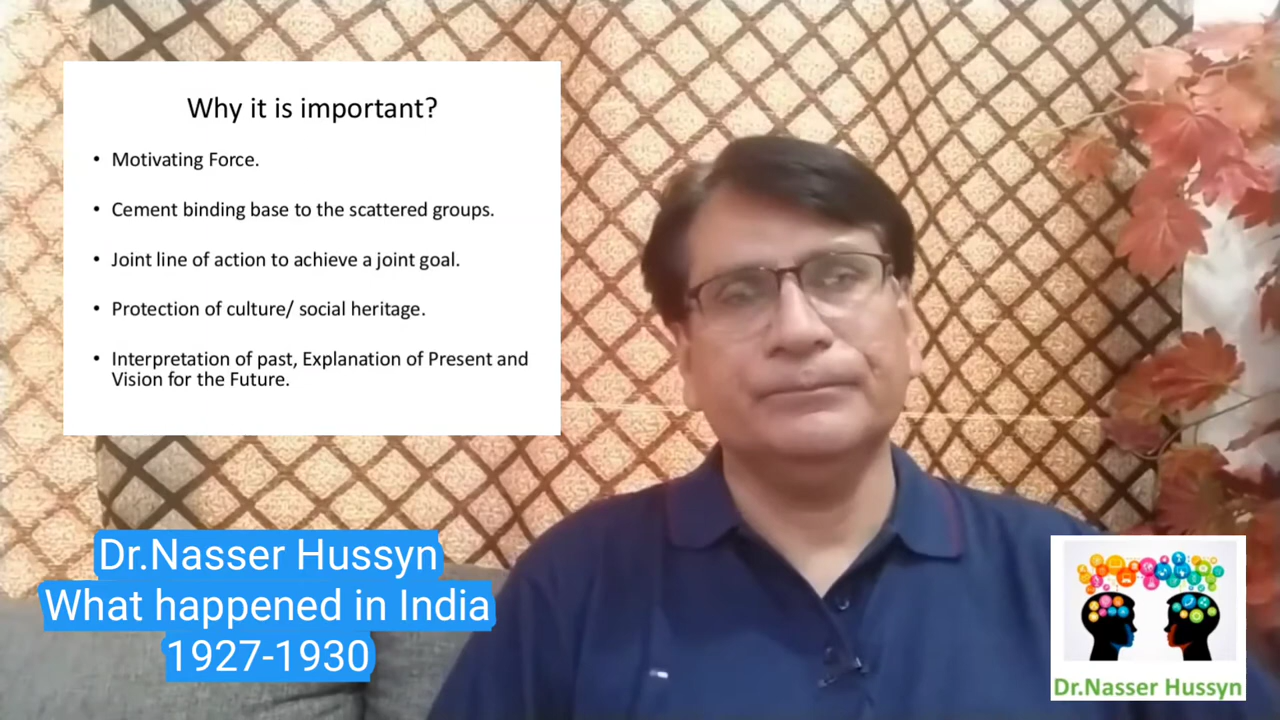 Why it is important?
• Motivating Force.
• Cement binding base to the scattered groups.
• Joint line of action to achieve a joint goal.
• Protection of culture/ social heritage.
• Interpretation of past, Explanation of Present and
Vision for the Future.
Dr.Nasser Hussyn
What happened in India
1927-1930
Dr.Nasser Hussyn